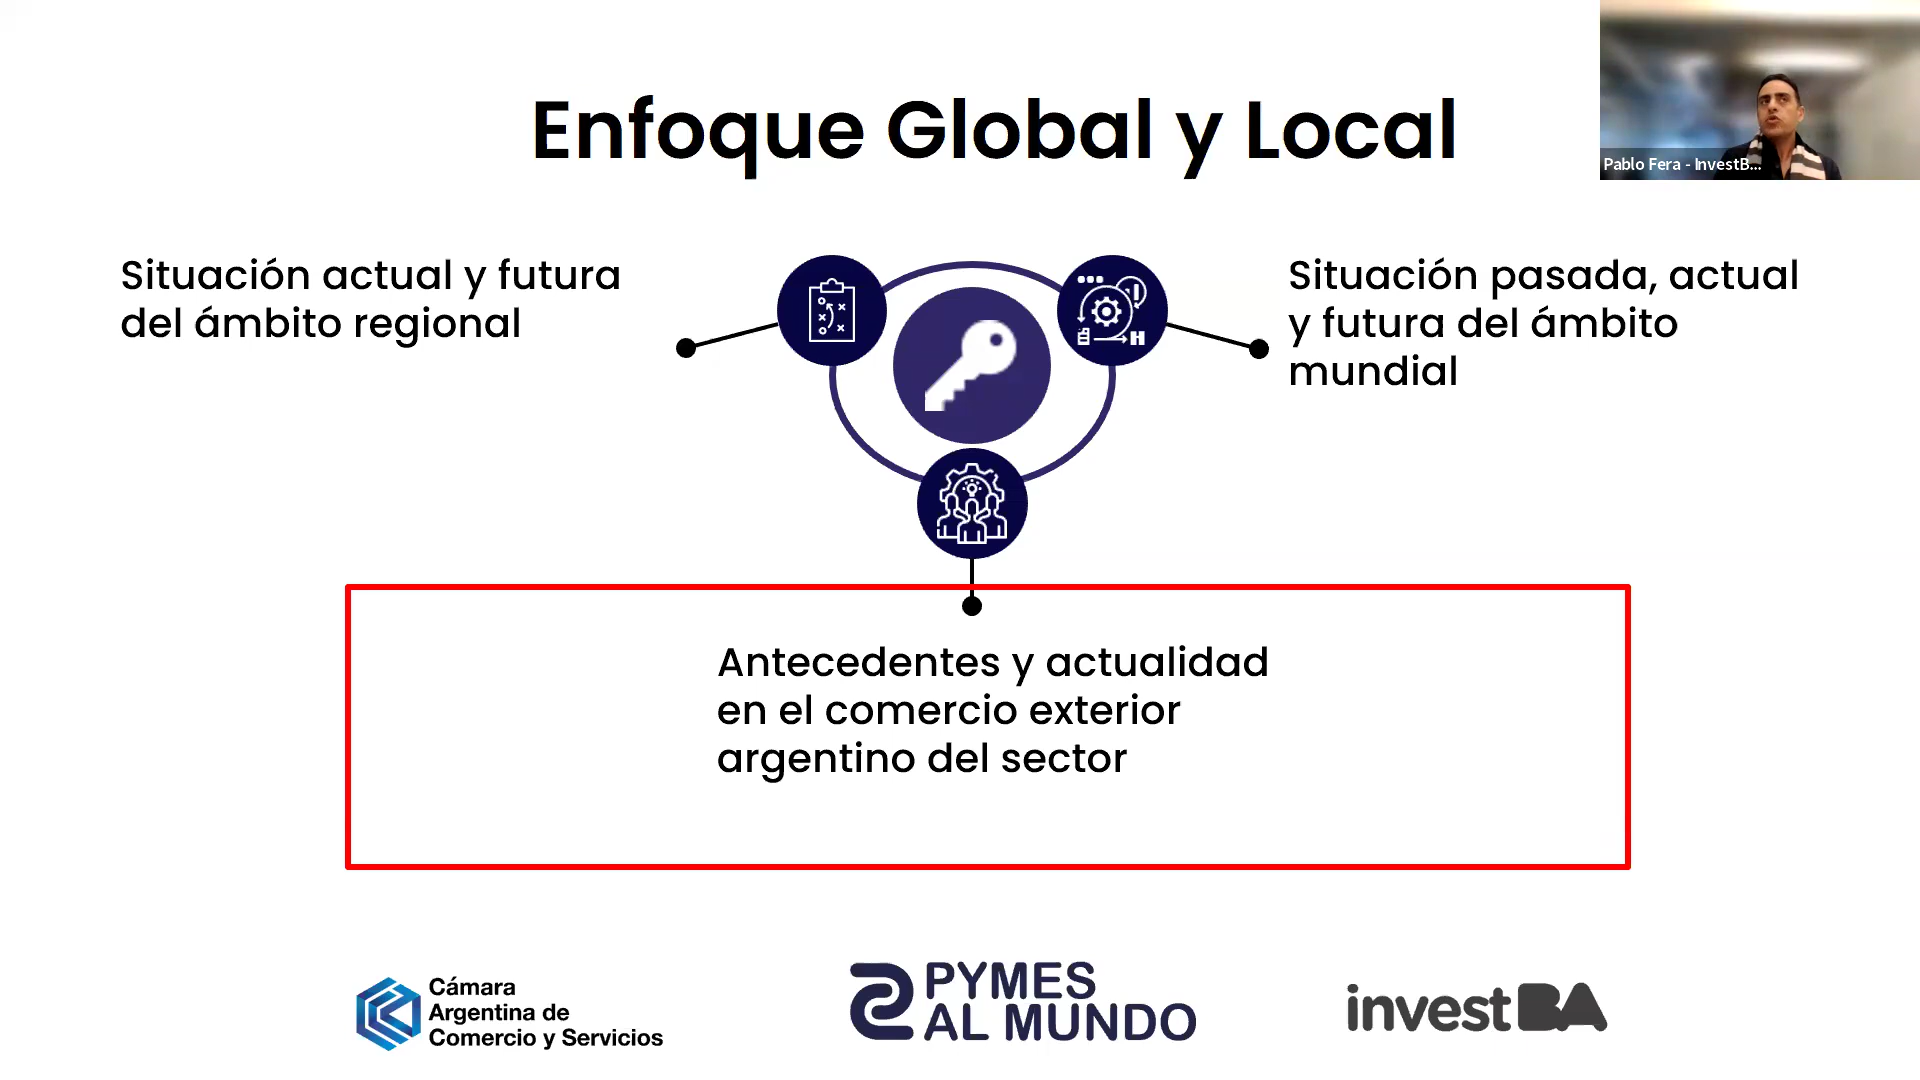 Enfoque Global y Local
Pablo Fera - InvestB...
Situación actual y futura
del ámbito regional
Situación pasada, actual
y futura del ámbito
mundial
Antecedentes y actualidad
en el comercio exterior
argentino del sector
Cámara
Argentina de
Comercio y Servicios
PYMES
AL MUNDO
investBA